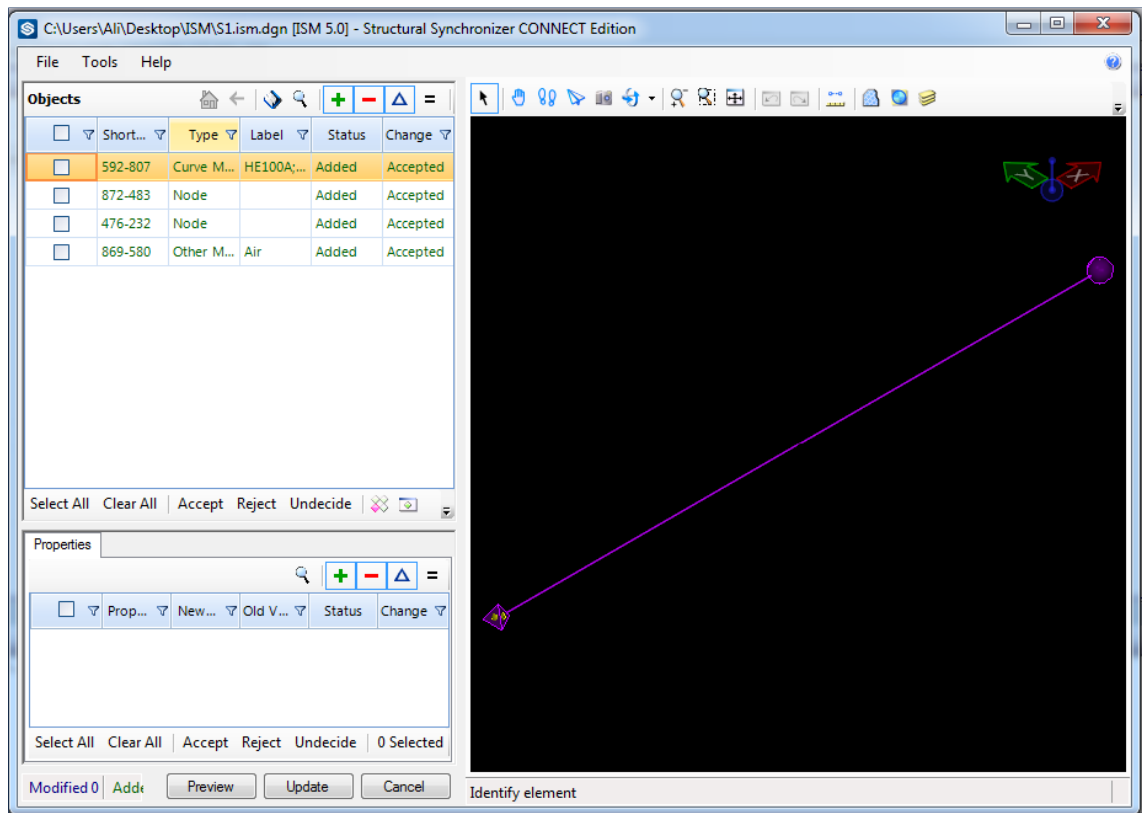 C:\Users\Ali\Desktop\ISM\S1.ism.dgn [ISM 5.0] - Structural Synchronizer CONNECT Edition
File Tools Help
Objects
Short... Type Label Status Change
592-807 Curve M... HE100A;... Added Accepted
872-483 Node Added Accepted
476-232 Node Added Accepted
869-580 Other M... Air Added Accepted
Select All Clear All Accept Reject Undecide
Properties
Prop... New... Old V... Status Change
Select All Clear All Accept Reject Undecide 0 Selected
Modified 0 Adde Preview Update Cancel
Identify element
Y X